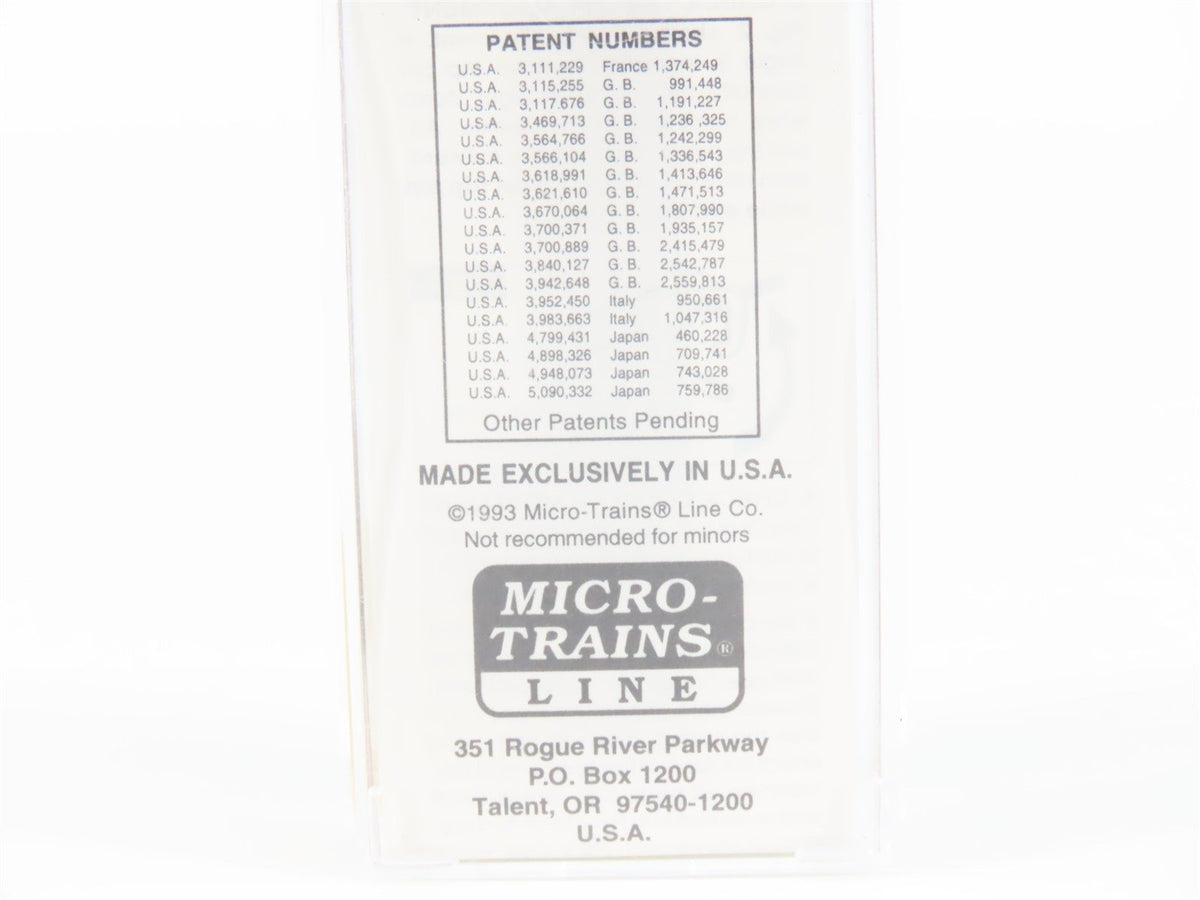 PATENT NUMBERS
U.S.A. 3,111,229 France 1,374,249
U.S.A. 3,115,255 G. B. 991,448
U.S.A. 3,117,676 G. B. 1,191,227
U.S.A. 3,469,713 G. B. 1,236 ,325
U.S.A. 3,564,766 G. B. 1,242,299
U.S.A. 3,566,104 G. B. 1,336,543
U.S.A. 3,618,991 G. B. 1,413,646
U.S.A. 3,621,610 G. B. 1,471,513
U.S.A. 3,670,064 G. B. 1,807,990
U.S.A. 3,700,371 G. B. 1,935,157
U.S.A. 3,700,889 G. B. 2,415,479
U.S.A. 3,840,127 G. B. 2,542,787
U.S.A. 3,942,648 G. B. 2,559,813
U.S.A. 3,952,450 Italy 950,661
U.S.A. 3,983,663 Italy 1,047,316
U.S.A. 4,799,431 Japan 460,228
U.S.A. 4,898,326 Japan 709,741
U.S.A. 4,948,073 Japan 743,028
U.S.A. 5,090,332 Japan 759,786
Other Patents Pending
MADE EXCLUSIVELY IN U.S.A.
©1993 Micro-Trains® Line Co.
Not recommended for minors
MICRO-
TRAINS®
LINE
351 Rogue River Parkway
P.O. Box 1200
Talent, OR 97540-1200
U.S.A.